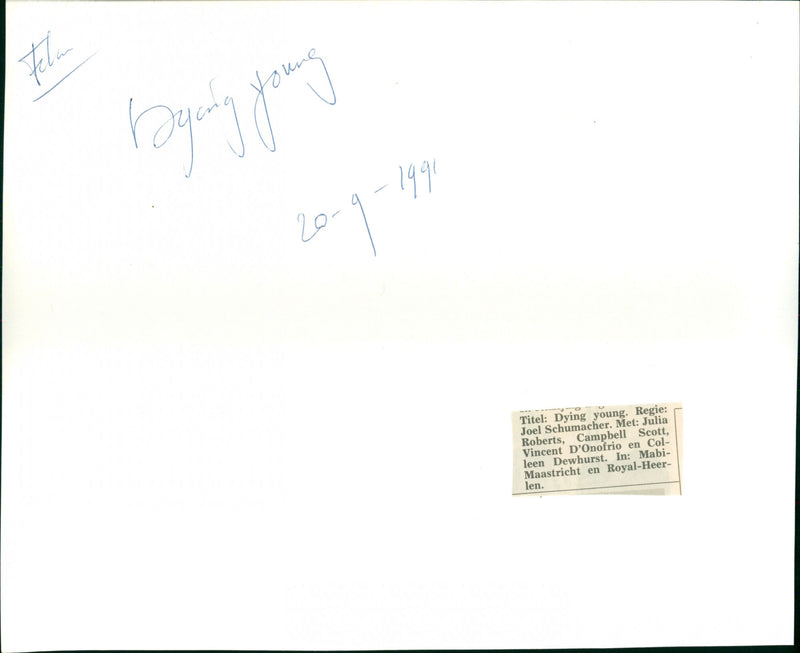 Film
Dying young
20-9-1991
Titel: Dying young. Regie:
Joel Schumacher. Met: Julia
Roberts, Campbell Scott,
Vincent D'Onofrio en Col-
leen Dewhurst. In: Mabi-
Maastricht en Royal-Heer-
len.